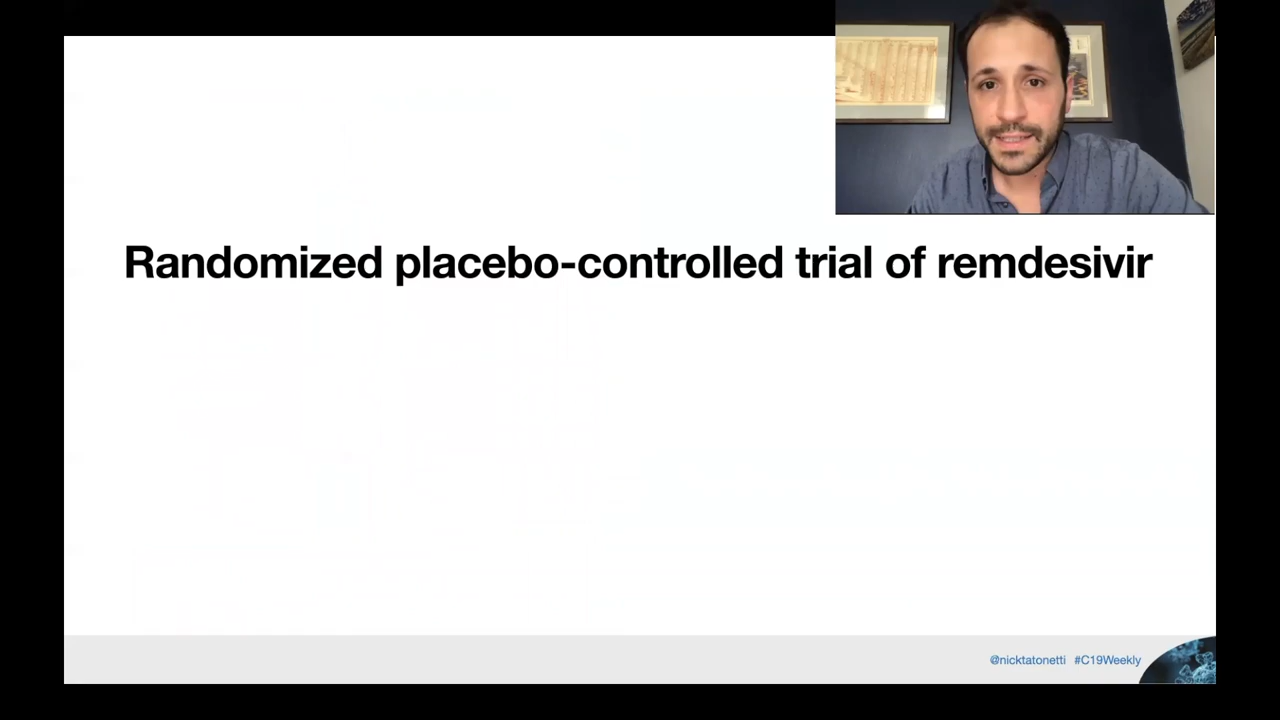 Randomized placebo-controlled trial of remdesivir
@nicktatonetti #C19Weekly